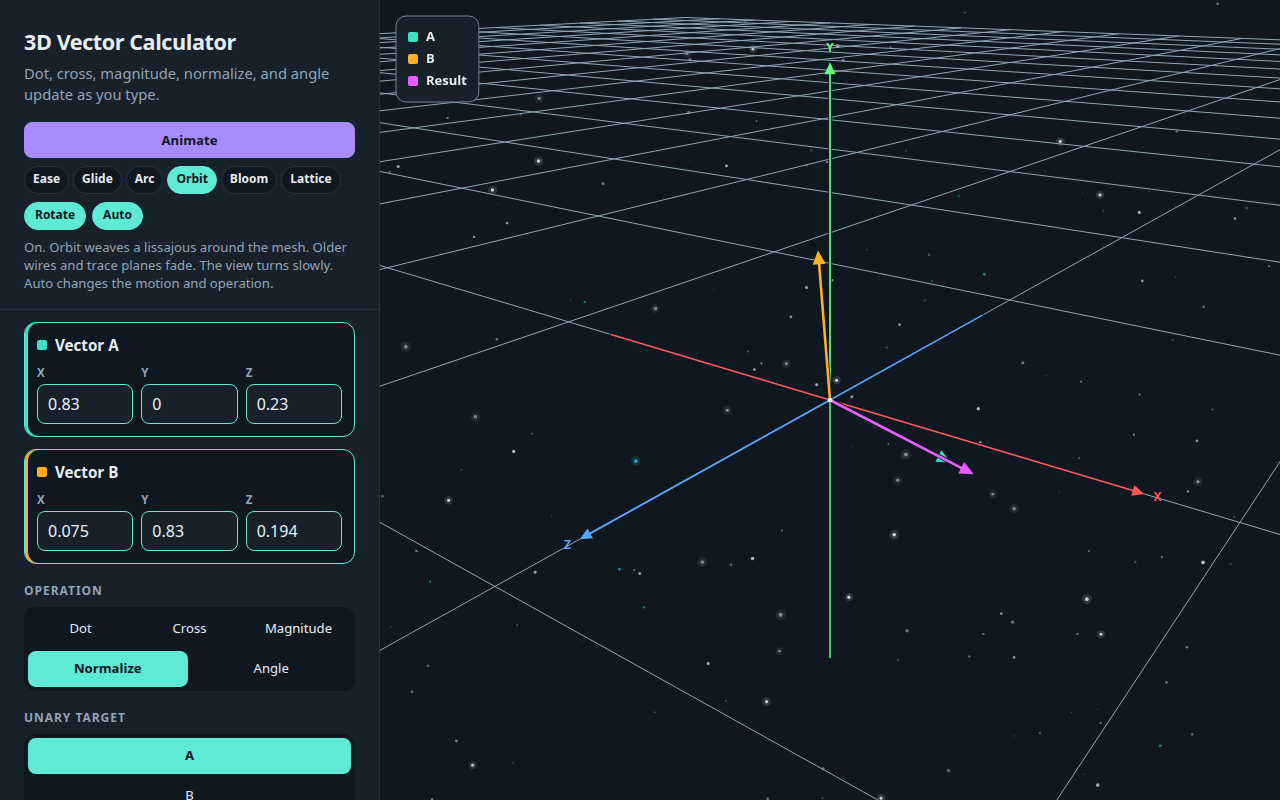 3D Vector Calculator
Dot, cross, magnitude, normalize, and angle
update as you type.
Animate
Ease Glide Arc Orbit Bloom Lattice
Rotate Auto
On. Orbit weaves a lissajous around the mesh. Older
wires and trace planes fade. The view turns slowly.
Auto changes the motion and operation.
Vector A
X Y Z
0.83 0 0.23
Vector B
X Y Z
0.075 0.83 0.194
OPERATION
Dot Cross Magnitude
Normalize Angle
UNARY TARGET
A
B
A
B
Result
Y
X
Z